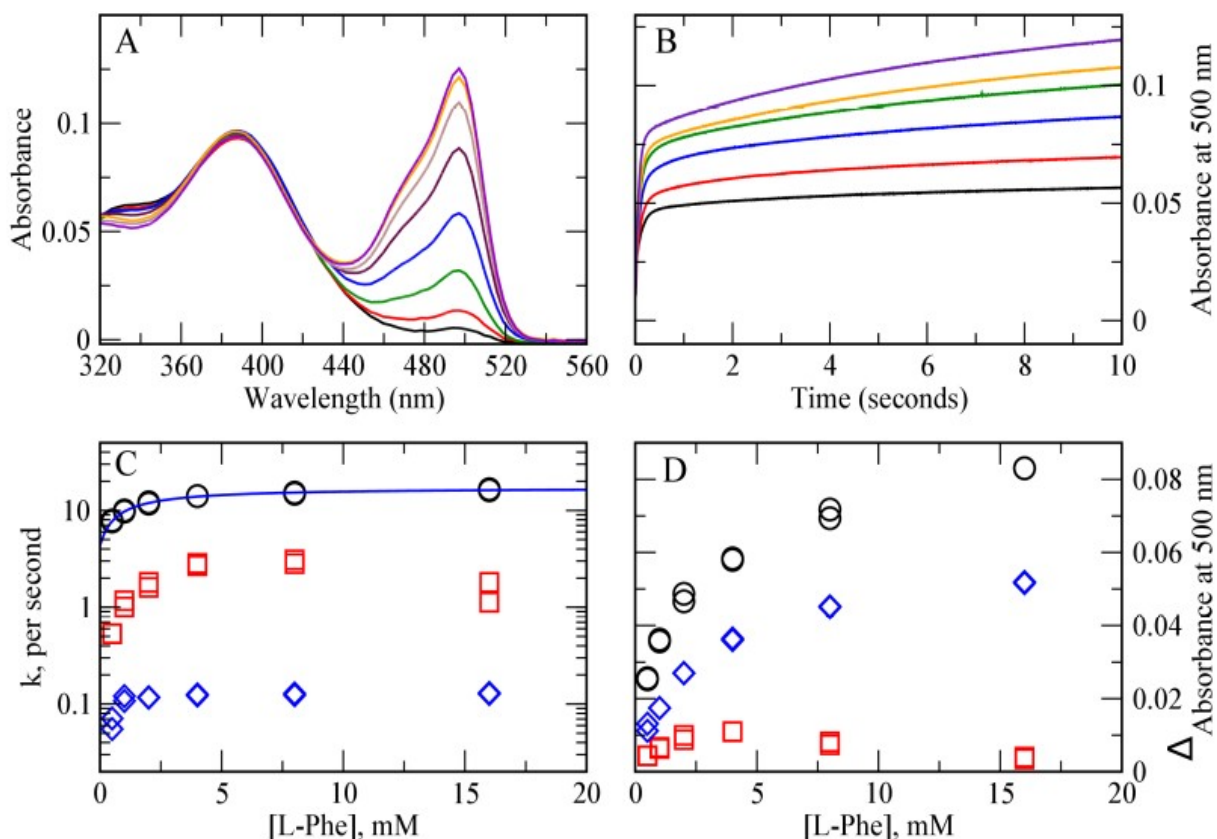 A
Absorbance
0.1
0.05
0
320 360 400 440 480 520 560
Wavelength (nm)
B
0.1
0.05
0
Absorbance at 500 nm
0 2 4 6 8 10
Time (seconds)
C
k, per second
10
1
0.1
0 5 10 15 20
[L-Phe], mM
D
0.08
0.06
0.04
0.02
0
Δ Absorbance at 500 nm
0 5 10 15 20
[L-Phe], mM